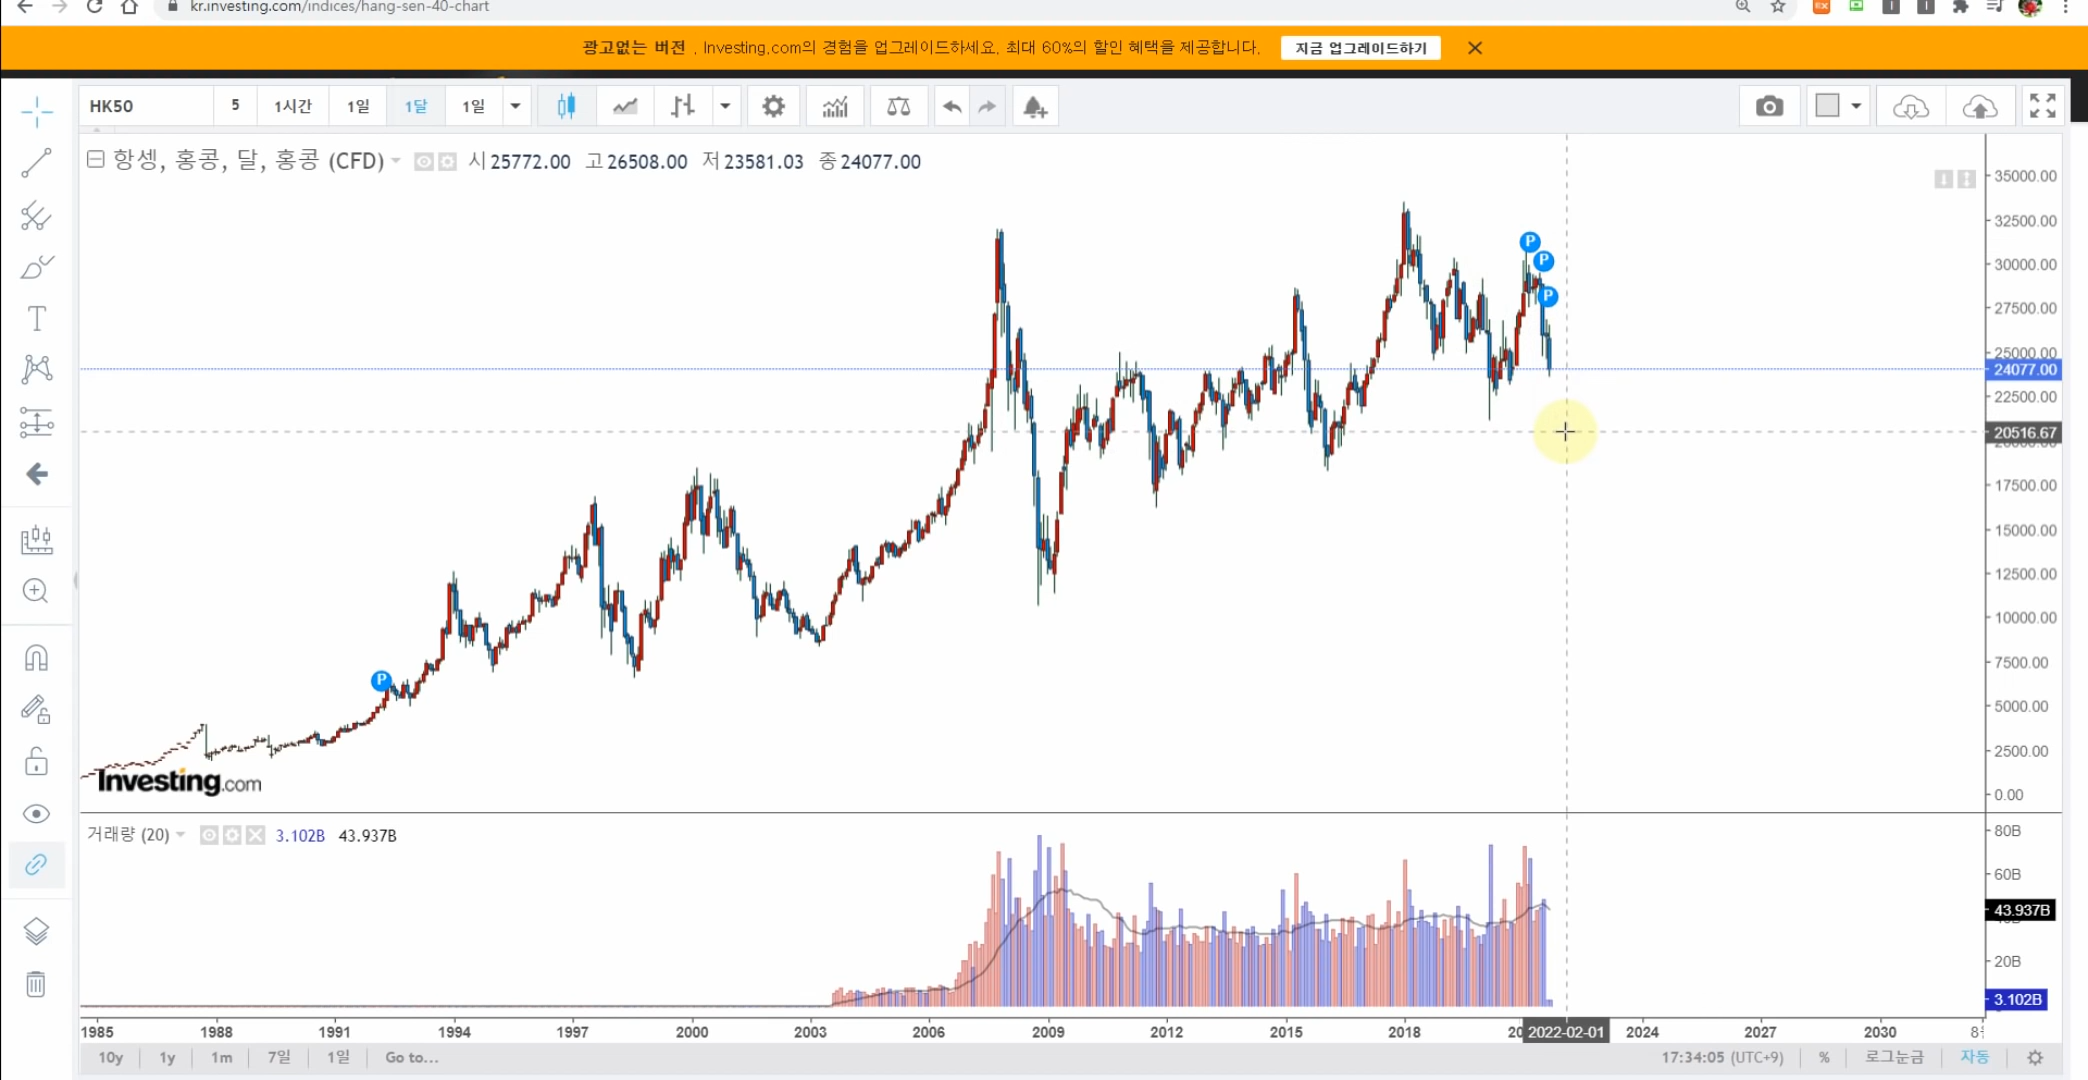 kr.investing.com/indices/hang-sen-40-chart
광고없는 버전 . Investing.com의 경험을 업그레이드하세요. 최대 60%의 할인 혜택을 제공합니다.
지금 업그레이드하기
HK50 5 1시간 1일 1달 1일
항셍, 홍콩, 달, 홍콩 (CFD) 시 25772.00 고 26508.00 저 23581.03 종 24077.00
35000.00
32500.00
30000.00
27500.00
25000.00
24077.00
22500.00
20516.67
17500.00
15000.00
12500.00
10000.00
7500.00
5000.00
2500.00
0.00
P
P
P
P
Investing.com
거래량 (20) 3.102B 43.937B
80B
60B
43.937B
20B
3.102B
1985 1988 1991 1994 1997 2000 2003 2006 2009 2012 2015 2018 2022-02-01 2024 2027 2030
10y 1y 1m 7일 1일 Go to...
17:34:05 (UTC+9) % 로그눈금 자동